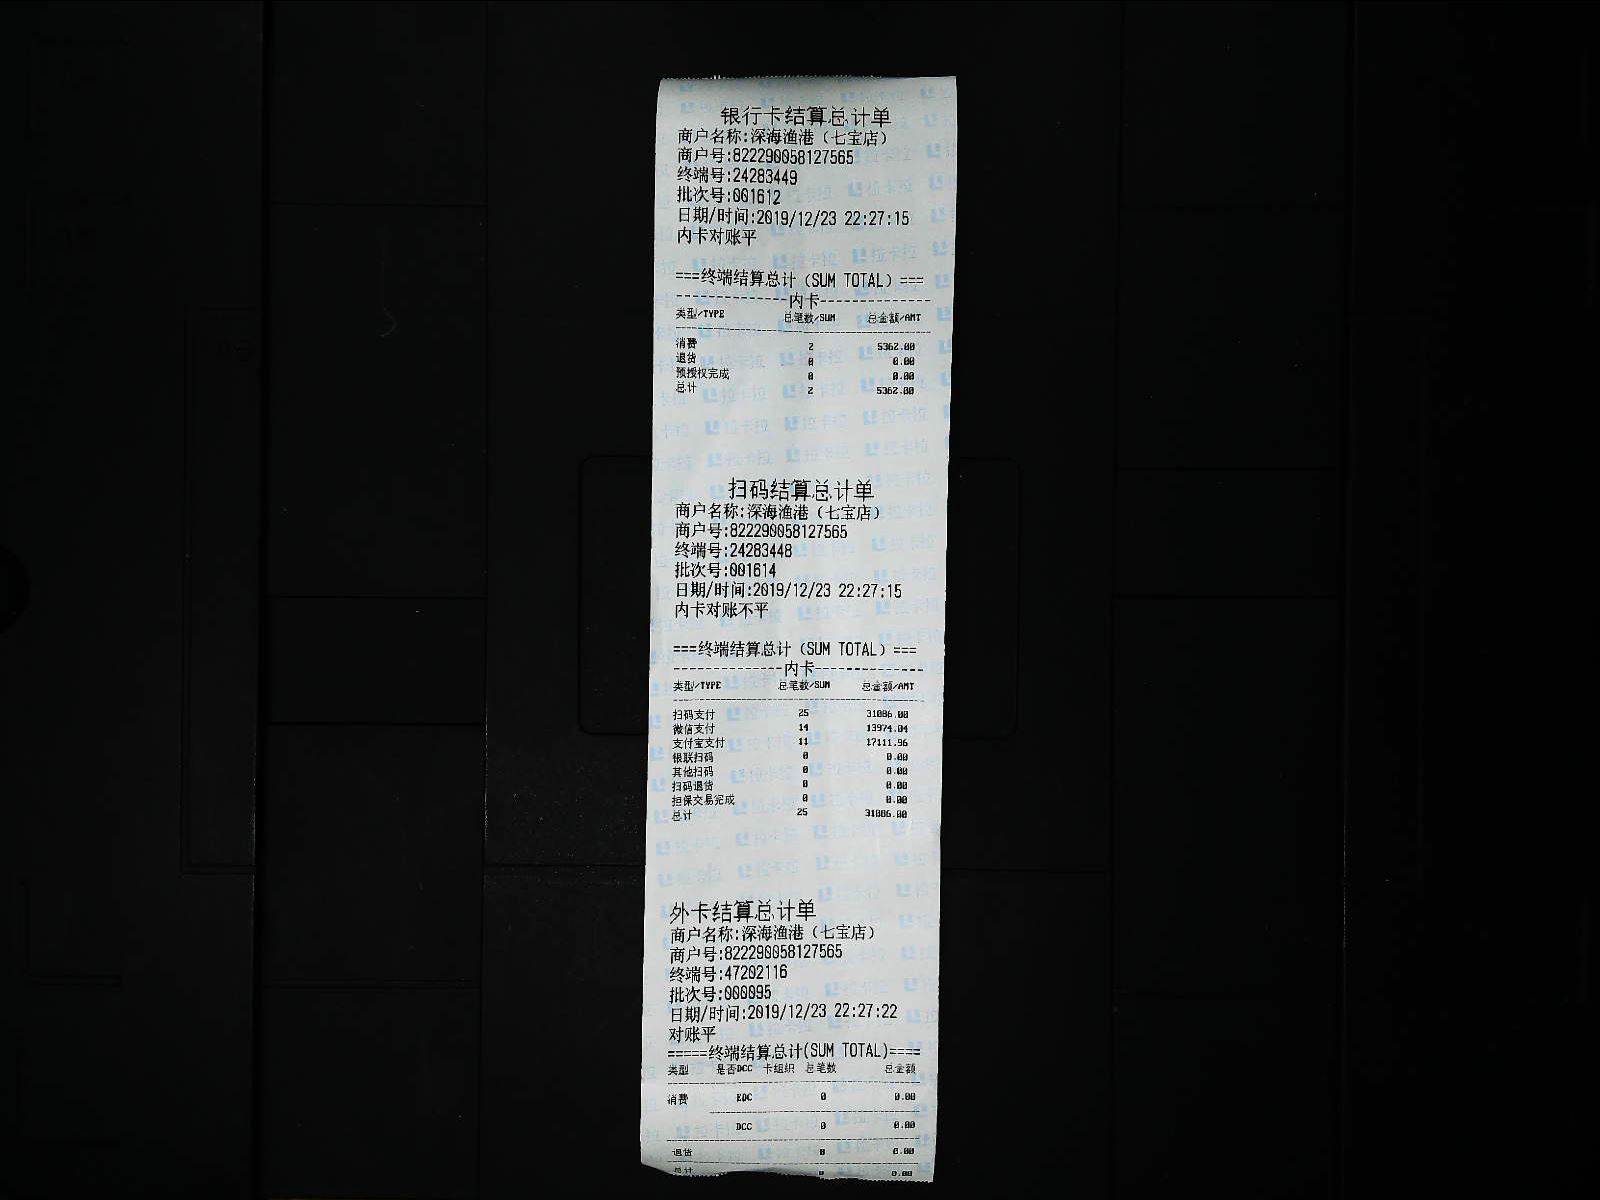 银行卡结算总计单
商户名称:深海渔港（七宝店）
商户号:822290058127565
终端号:24283449
批次号:001612
日期/时间:2019/12/23 22:27:15
内卡对账平
===终端结算总计（SUM TOTAL）===
--------------内卡--------------
类型/TYPE 总笔数/SUM 总金额/AMT
消费 2 5362.00
退货 0 0.00
预授权完成 0 0.00
总计 2 5362.00
扫码结算总计单
商户名称:深海渔港（七宝店）
商户号:822290058127565
终端号:24283448
批次号:001614
日期/时间:2019/12/23 22:27:15
内卡对账不平
===终端结算总计（SUM TOTAL）===
--------------内卡--------------
类型/TYPE 总笔数/SUM 总金额/AMT
扫码支付 25 31086.00
微信支付 14 13974.04
支付宝支付 11 17111.96
银联扫码 0 0.00
其他扫码 0 0.00
扫码退货 0 0.00
担保交易完成 0 0.00
总计 25 31086.00
外卡结算总计单
商户名称:深海渔港（七宝店）
商户号:822290058127565
终端号:47202116
批次号:000095
日期/时间:2019/12/23 22:27:22
对账平
=====终端结算总计(SUM TOTAL)====
类型 是否DCC 卡组织 总笔数 总金额
消费 EDC 0 0.00
DCC 0 0.00
退货 0 0.00
总计 0 0.00